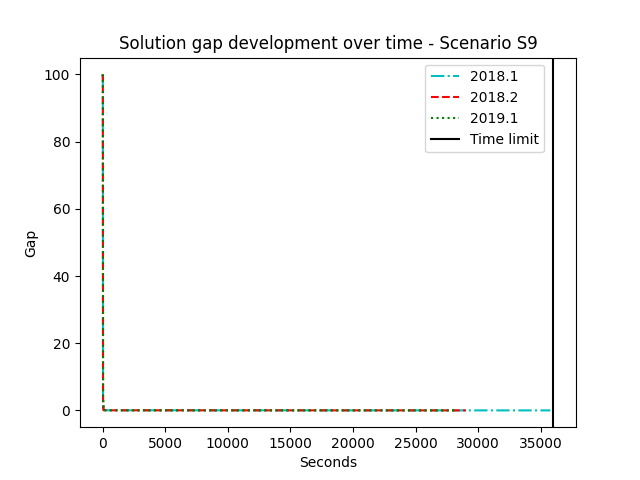 Solution gap development over time - Scenario S9
2018.1
2018.2
2019.1
Time limit
Gap
100
80
60
40
20
0
0 5000 10000 15000 20000 25000 30000 35000
Seconds